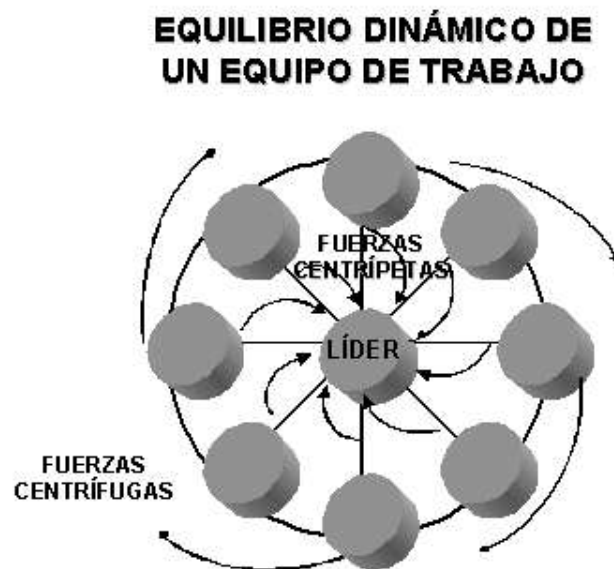 EQUILIBRIO DINÁMICO DE
UN EQUIPO DE TRABAJO
FUERZAS
CENTRÍPETAS
LÍDER
FUERZAS
CENTRÍFUGAS